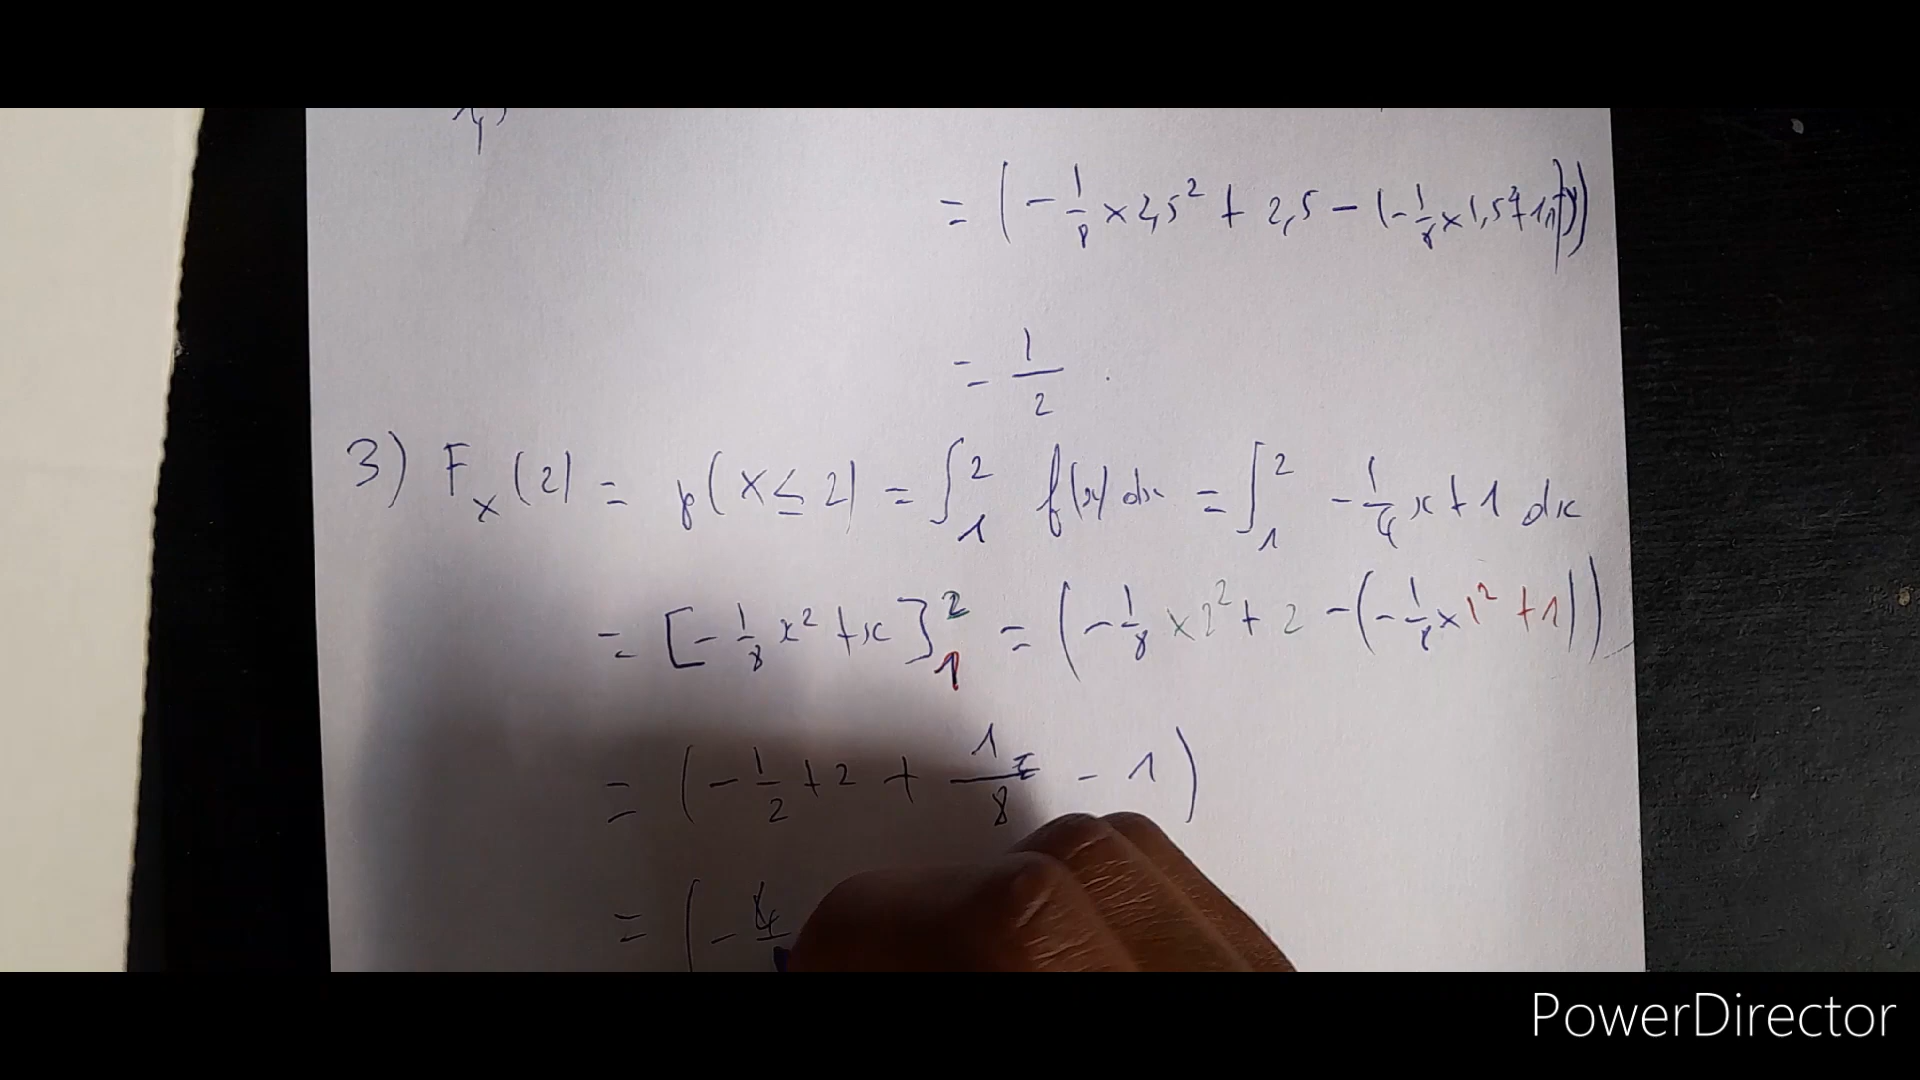 = (- 1/8 × 2,5² + 2,5 - (- 1/8 × 1,5² +
= 1/2 .
3) F_X(2) = p(X ≤ 2) = ∫₁² f(x) dx = ∫₁² - 1/4 x + 1 dx
= [- 1/8 x² + x]₁² = (- 1/8 × 2² + 2 - (- 1/8 × 1² + 1))
= (- 1/2 + 2 + 1/8 - 1)
= (- 4
PowerDirector